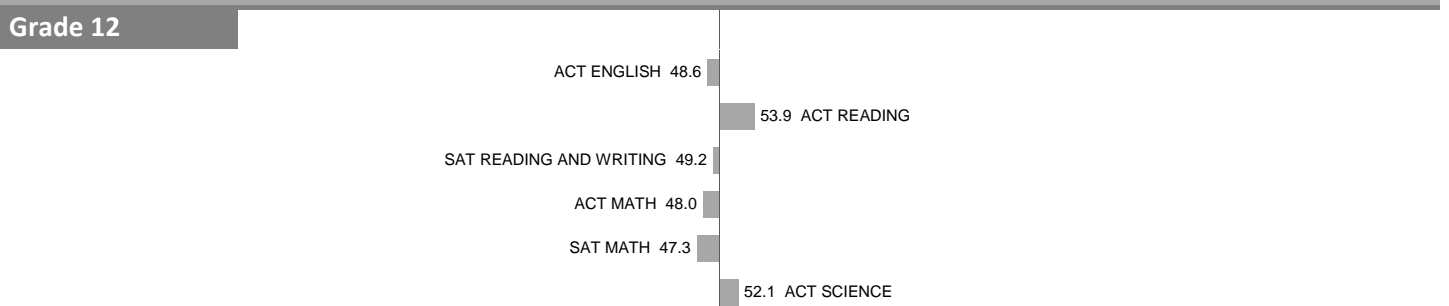 Grade 12
ACT ENGLISH 48.6
53.9 ACT READING
SAT READING AND WRITING 49.2
ACT MATH 48.0
SAT MATH 47.3
52.1 ACT SCIENCE